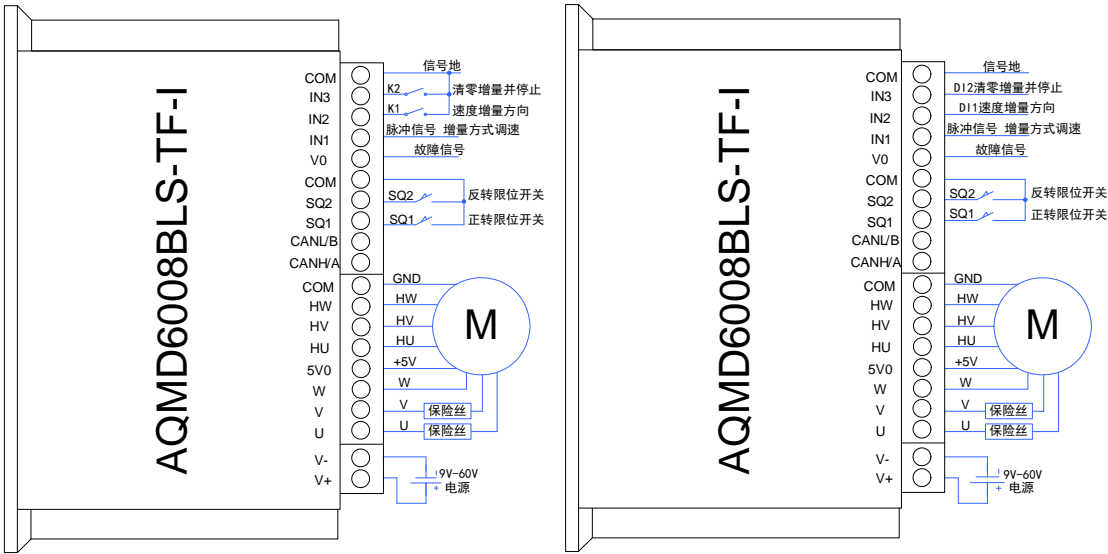 AQMD6008BLS-TF-I
COM 信号地
IN3 K2 清零增量并停止
IN2 K1 速度增量方向
IN1 脉冲信号 增量方式调速
V0 故障信号
COM
SQ2 SQ2 反转限位开关
SQ1 SQ1 正转限位开关
CANL/B
CANH/A
COM GND
HW HW
HV HV
HU HU
5V0 +5V
W W
V V 保险丝
U U 保险丝
M
V- 9V-60V
V+ 电源
AQMD6008BLS-TF-I
COM 信号地
IN3 DI2清零增量并停止
IN2 DI1速度增量方向
IN1 脉冲信号 增量方式调速
V0 故障信号
COM
SQ2 SQ2 反转限位开关
SQ1 SQ1 正转限位开关
CANL/B
CANH/A
COM GND
HW HW
HV HV
HU HU
5V0 +5V
W W
V V 保险丝
U U 保险丝
M
V- 9V-60V
V+ 电源